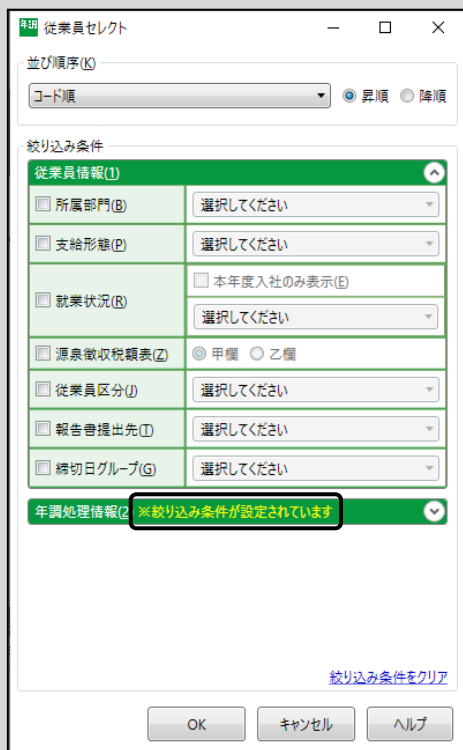 年調 従業員セレクト
並び順序(K)
コード順 昇順 降順
絞り込み条件
従業員情報(1)
所属部門(B) 選択してください
支給形態(P) 選択してください
就業状況(R) 本年度入社のみ表示(E)
選択してください
源泉徴収税額表(Z) 甲欄 乙欄
従業員区分(J) 選択してください
報告書提出先(T) 選択してください
締切日グループ(G) 選択してください
年調処理情報(2 ※絞り込み条件が設定されています
絞り込み条件をクリア
OK キャンセル ヘルプ